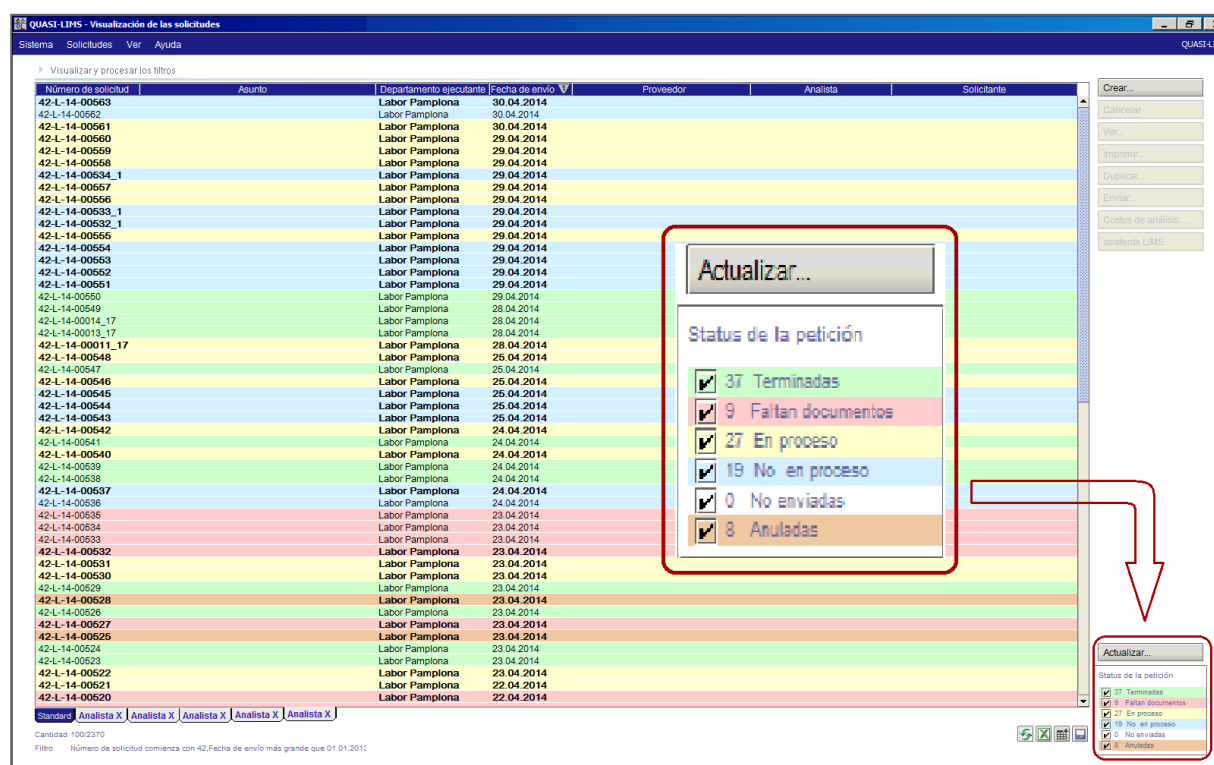 QUASI-LIMS - Visualización de las solicitudes
Sistema Solicitudes Ver Ayuda QUASI-LI
Visualizar y procesar los filtros
Número de solicitud Asunto Departamento ejecutante Fecha de envío Proveedor Analista Solicitante
42-L-14-00563 Labor Pamplona 30.04.2014
42-L-14-00562 Labor Pamplona 30.04.2014
42-L-14-00561 Labor Pamplona 30.04.2014
42-L-14-00560 Labor Pamplona 29.04.2014
42-L-14-00559 Labor Pamplona 29.04.2014
42-L-14-00558 Labor Pamplona 29.04.2014
42-L-14-00534_1 Labor Pamplona 29.04.2014
42-L-14-00557 Labor Pamplona 29.04.2014
42-L-14-00556 Labor Pamplona 29.04.2014
42-L-14-00533_1 Labor Pamplona 29.04.2014
42-L-14-00532_1 Labor Pamplona 29.04.2014
42-L-14-00555 Labor Pamplona 29.04.2014
42-L-14-00554 Labor Pamplona 29.04.2014
42-L-14-00553 Labor Pamplona 29.04.2014
42-L-14-00552 Labor Pamplona 29.04.2014
42-L-14-00551 Labor Pamplona 29.04.2014
42-L-14-00550 Labor Pamplona 29.04.2014
42-L-14-00549 Labor Pamplona 28.04.2014
42-L-14-00014_17 Labor Pamplona 28.04.2014
42-L-14-00013_17 Labor Pamplona 28.04.2014
42-L-14-00011_17 Labor Pamplona 28.04.2014
42-L-14-00548 Labor Pamplona 25.04.2014
42-L-14-00547 Labor Pamplona 25.04.2014
42-L-14-00546 Labor Pamplona 25.04.2014
42-L-14-00545 Labor Pamplona 25.04.2014
42-L-14-00544 Labor Pamplona 25.04.2014
42-L-14-00543 Labor Pamplona 25.04.2014
42-L-14-00542 Labor Pamplona 24.04.2014
42-L-14-00541 Labor Pamplona 24.04.2014
42-L-14-00540 Labor Pamplona 24.04.2014
42-L-14-00539 Labor Pamplona 24.04.2014
42-L-14-00538 Labor Pamplona 24.04.2014
42-L-14-00537 Labor Pamplona 24.04.2014
42-L-14-00536 Labor Pamplona 24.04.2014
42-L-14-00535 Labor Pamplona 23.04.2014
42-L-14-00534 Labor Pamplona 23.04.2014
42-L-14-00533 Labor Pamplona 23.04.2014
42-L-14-00532 Labor Pamplona 23.04.2014
42-L-14-00531 Labor Pamplona 23.04.2014
42-L-14-00530 Labor Pamplona 23.04.2014
42-L-14-00529 Labor Pamplona 23.04.2014
42-L-14-00528 Labor Pamplona 23.04.2014
42-L-14-00526 Labor Pamplona 23.04.2014
42-L-14-00527 Labor Pamplona 23.04.2014
42-L-14-00525 Labor Pamplona 23.04.2014
42-L-14-00524 Labor Pamplona 23.04.2014
42-L-14-00523 Labor Pamplona 23.04.2014
42-L-14-00522 Labor Pamplona 23.04.2014
42-L-14-00521 Labor Pamplona 22.04.2014
42-L-14-00520 Labor Pamplona 22.04.2014
Standard Analista X Analista X Analista X Analista X Analista X
Cantidad 100/2370
Filtro Número de solicitud comienza con 42,Fecha de envío más grande que 01.01.2013
Actualizar...
Status de la petición
37 Terminadas
9 Faltan documentos
27 En proceso
19 No en proceso
0 No enviadas
8 Anuladas
Crear...
Cancelar
Ver...
Imprimir...
Duplicar...
Enviar...
Costos de análisis...
asistente LIMS
Actualizar...
Status de la petición
37 Terminadas
9 Faltan documentos
27 En proceso
19 No en proceso
0 No enviadas
8 Anuladas